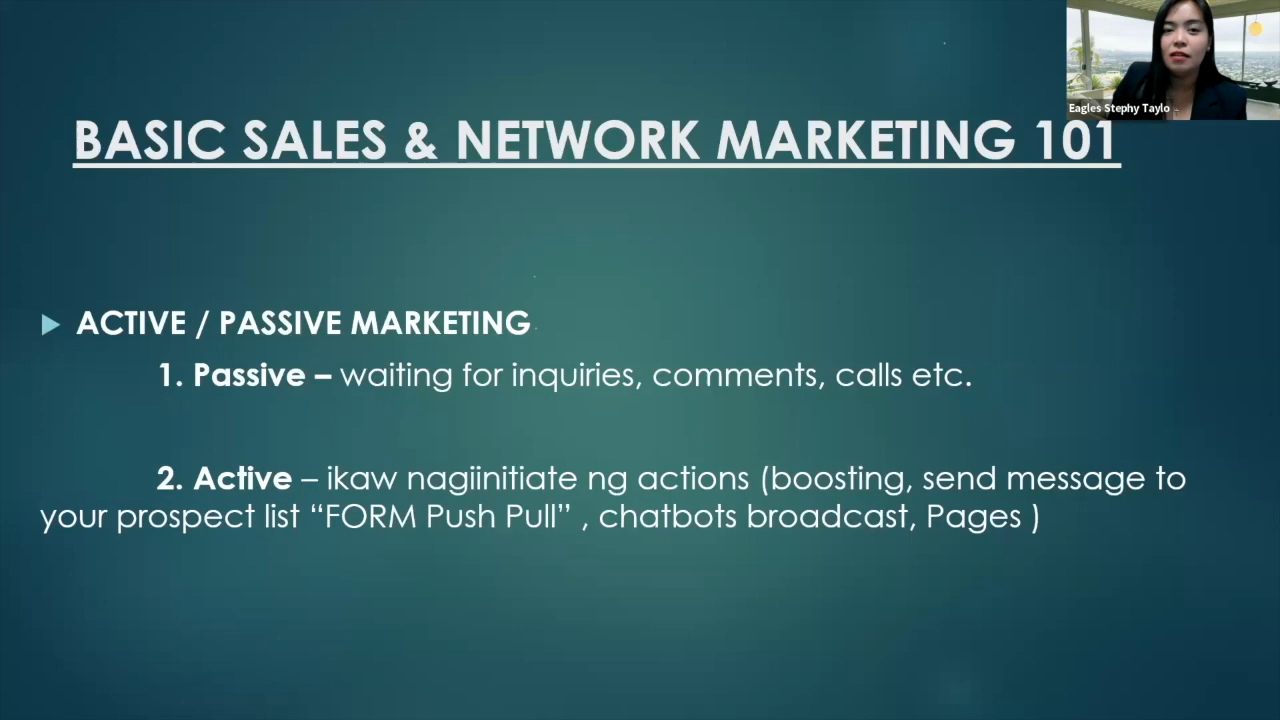 Eagles Stephy Taylo
BASIC SALES & NETWORK MARKETING 101
ACTIVE / PASSIVE MARKETING
1. Passive – waiting for inquiries, comments, calls etc.
2. Active – ikaw nagiinitiate ng actions (boosting, send message to
your prospect list “FORM Push Pull” , chatbots broadcast, Pages )